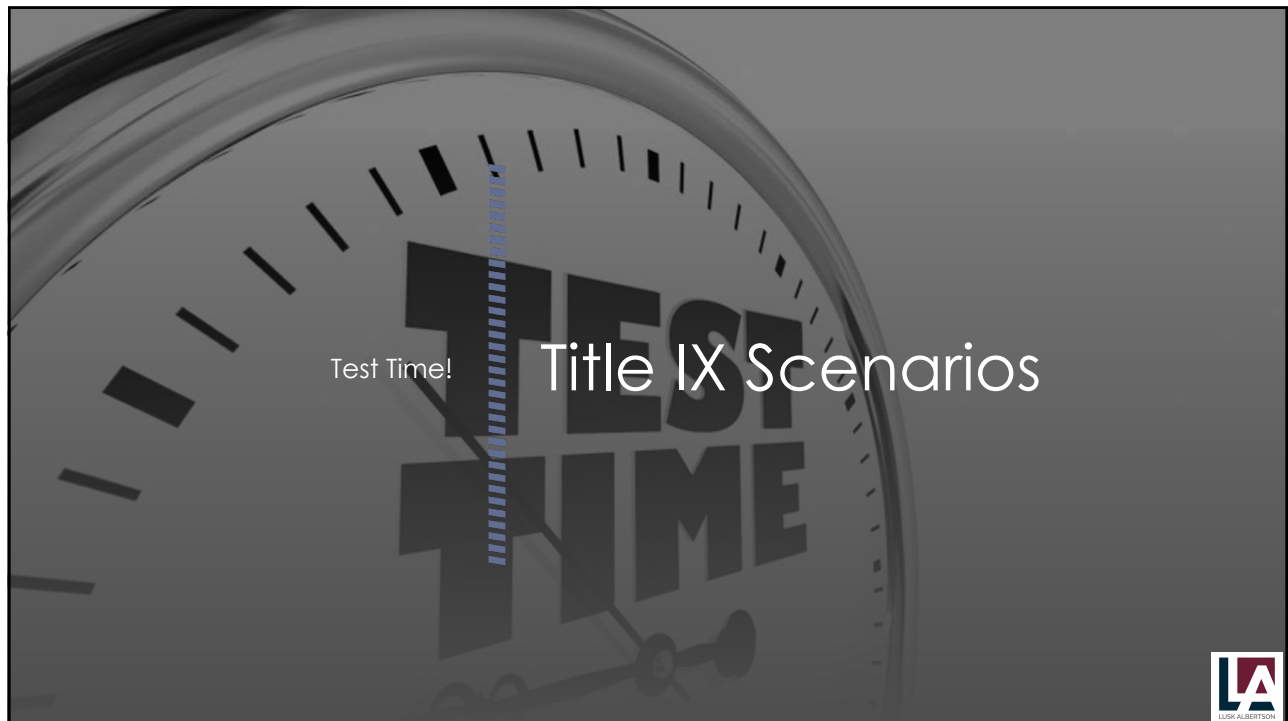 Test Time!
Title IX Scenarios
TEST
TIME
LA
LUSK ALBERTSON